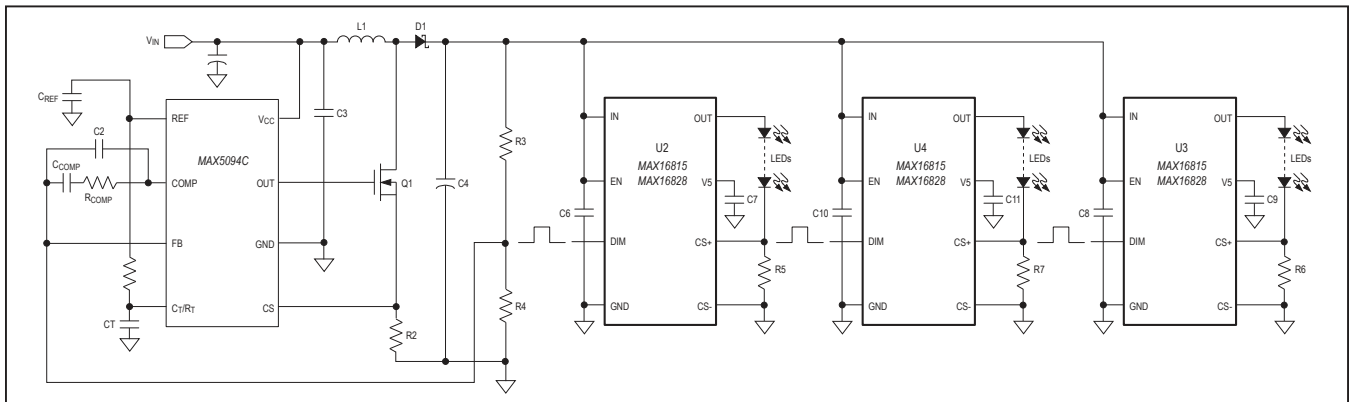 VIN
L1
D1
CREF
REF
VCC
C3
C2
MAX5094C
CCOMP
COMP
RCOMP
OUT
Q1
C4
FB
GND
CT/RT
CS
CT
R2
R3
R4
IN
OUT
U2
MAX16815
MAX16828
LEDs
EN
V5
C7
C6
DIM
CS+
R5
GND
CS-
IN
OUT
U4
MAX16815
MAX16828
LEDs
EN
V5
C11
C10
DIM
CS+
R7
GND
CS-
IN
OUT
U3
MAX16815
MAX16828
LEDs
EN
V5
C9
C8
DIM
CS+
R6
GND
CS-